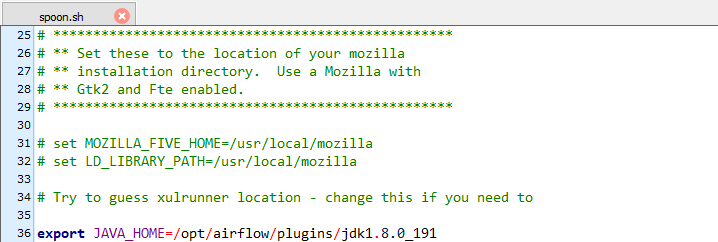 spoon.sh
25 # **************************************************
26 # ** Set these to the location of your mozilla
27 # ** installation directory.  Use a Mozilla with
28 # ** Gtk2 and Fte enabled.
29 # **************************************************
30
31 # set MOZILLA_FIVE_HOME=/usr/local/mozilla
32 # set LD_LIBRARY_PATH=/usr/local/mozilla
33
34 # Try to guess xulrunner location - change this if you need to
35
36 export JAVA_HOME=/opt/airflow/plugins/jdk1.8.0_191